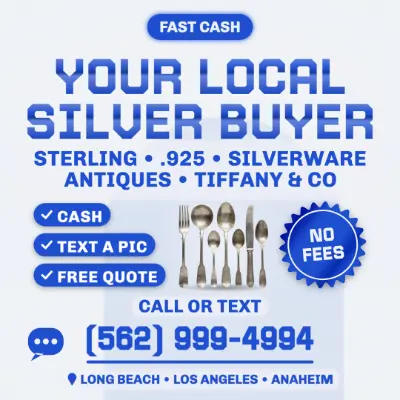 FAST CASH
YOUR LOCAL
SILVER BUYER
STERLING • .925 • SILVERWARE
ANTIQUES • TIFFANY & CO
CASH
TEXT A PIC
FREE QUOTE
NO
FEES
CALL OR TEXT
(562) 999-4994
LONG BEACH • LOS ANGELES • ANAHEIM